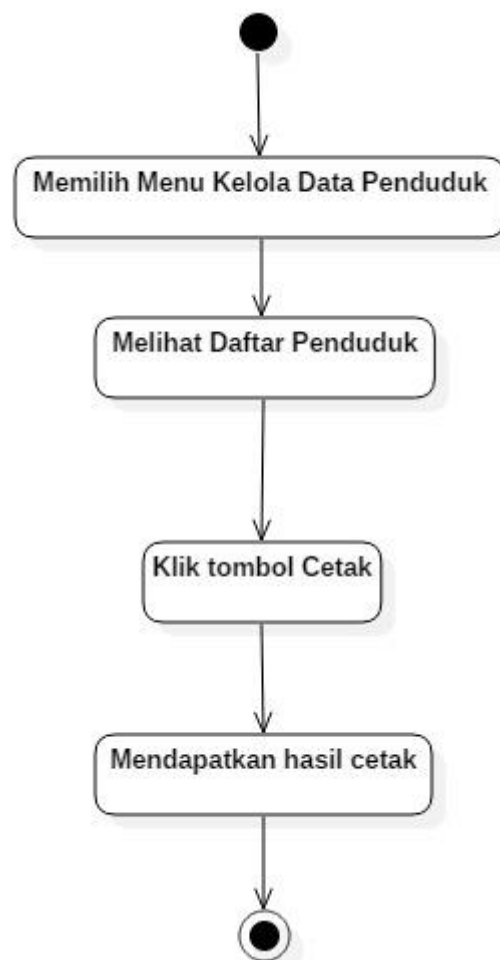 Memilih Menu Kelola Data Penduduk
Melihat Daftar Penduduk
Klik tombol Cetak
Mendapatkan hasil cetak